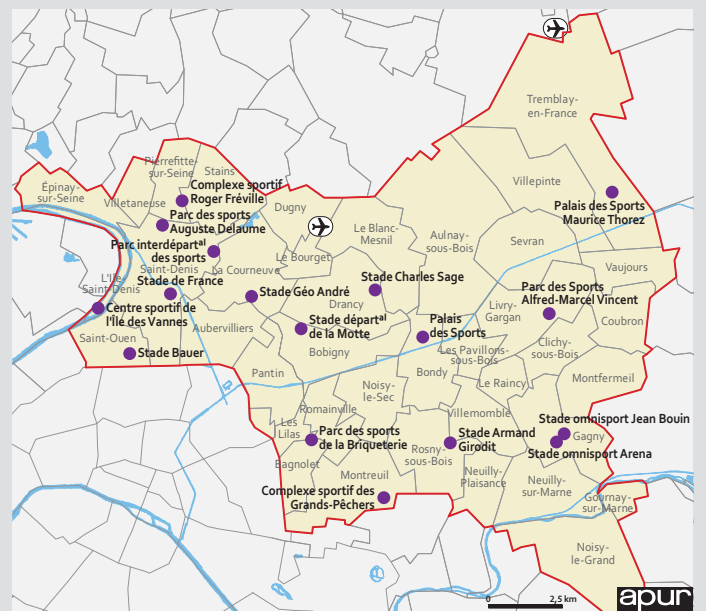 Tremblay-
en-France
Pierrefitte-
sur-Seine
Stains
Épinay-
sur-Seine
Villetaneuse
Complexe sportif
Roger Fréville
Villepinte
Palais des Sports
Maurice Thorez
Dugny
Parc des sports
Auguste Delaume
Le Blanc-
Mesnil
Aulnay-
sous-Bois
Sevran
Parc interdépartal
des sports
Le Bourget
Vaujours
Saint-Denis
La Courneuve
L'Île-
Saint-Denis
Stade de France
Stade Charles Sage
Stade Géo André
Drancy
Parc des Sports
Alfred-Marcel Vincent
Livry-
Gargan
Centre sportif de
l'Île des Vannes
Aubervilliers
Stade départal
de la Motte
Palais
des Sports
Coubron
Saint-Ouen
Stade Bauer
Bobigny
Les Pavillons-
sous-Bois
Clichy-
sous-Bois
Pantin
Bondy
Noisy-
le-Sec
Le Raincy
Montfermeil
Romainville
Villemomble
Les
Lilas
Parc des sports
de la Briqueterie
Stade Armand
Girodit
Stade omnisport Jean Bouin
Gagny
Stade omnisport Arena
Bagnolet
Rosny-
sous-Bois
Montreuil
Neuilly-
Plaisance
Neuilly-
sur-Marne
Complexe sportif des
Grands-Pêchers
Gournay-
sur-Marne
Noisy-
le-Grand
0 2,5 km
apur